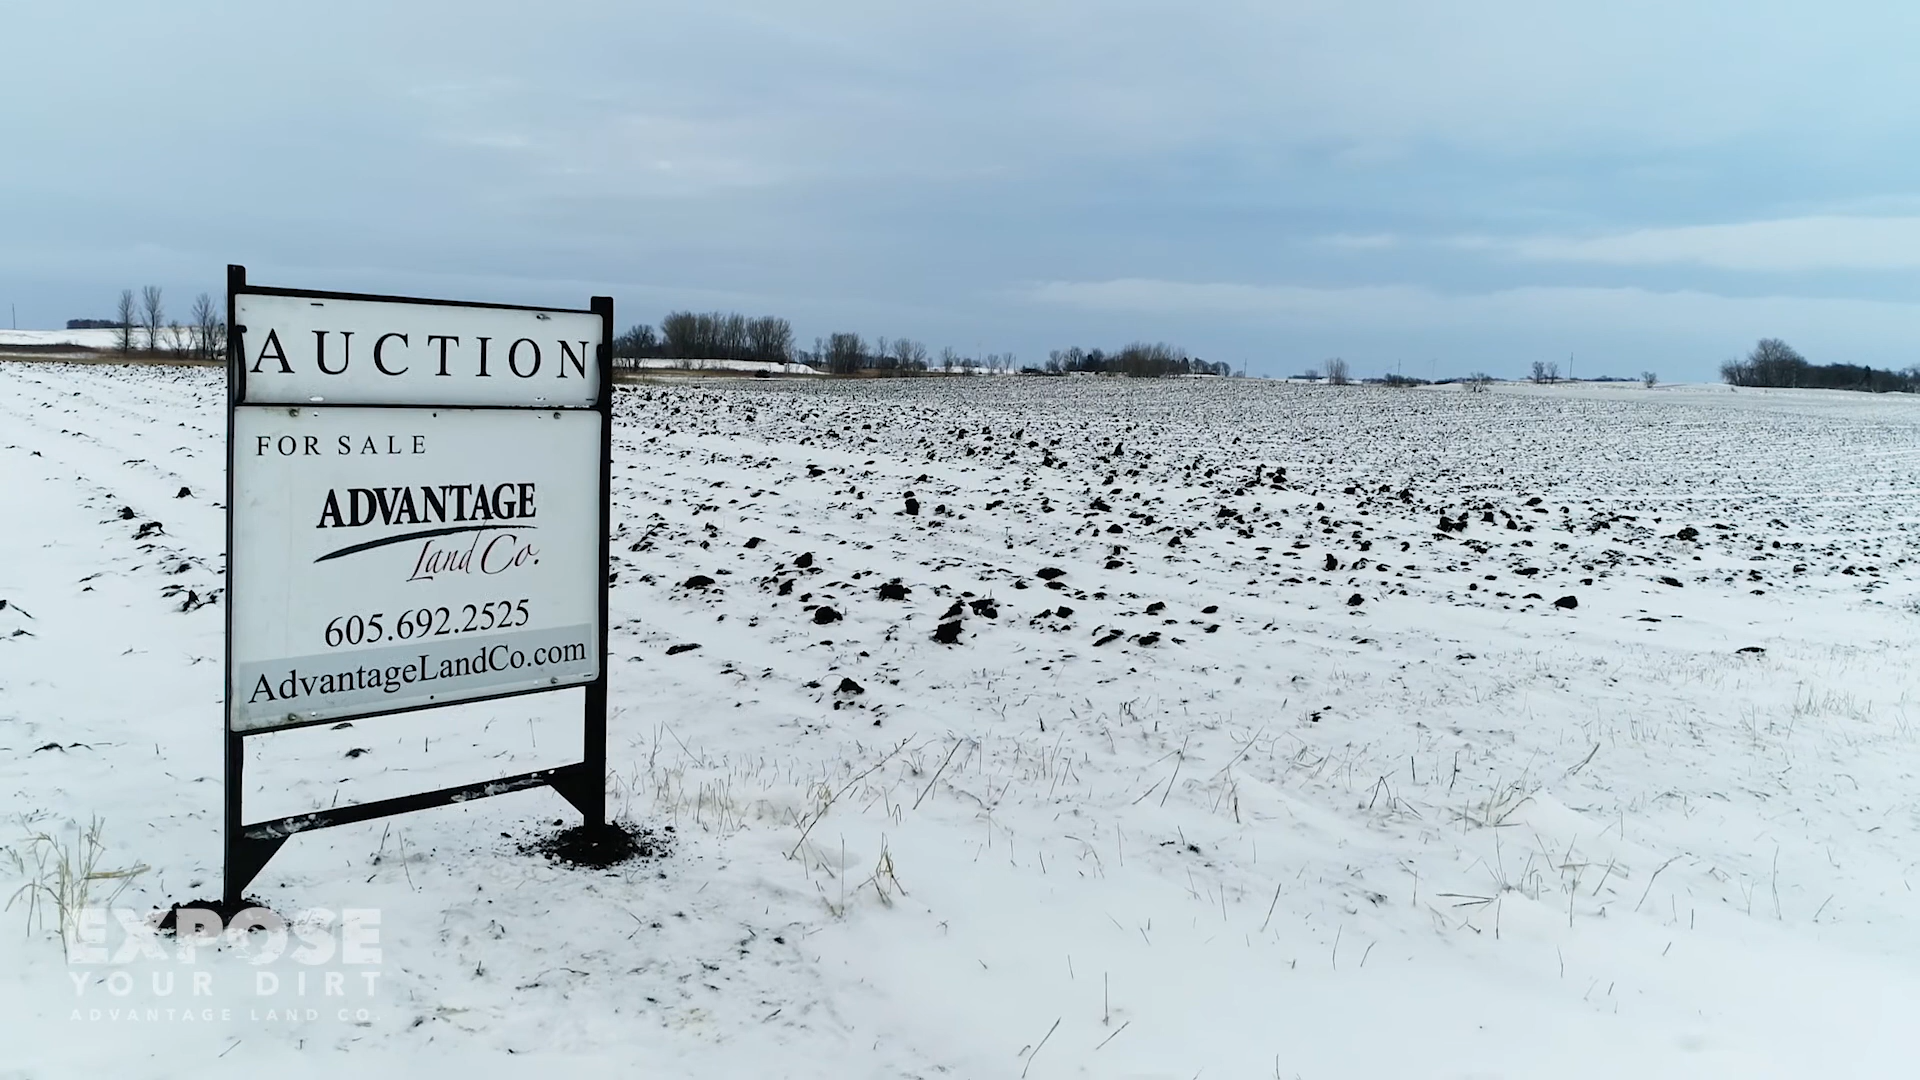 AUCTION
FOR SALE
ADVANTAGE
Land Co.
605.692.2525
AdvantageLandCo.com
EXPOSE
YOUR DIRT
ADVANTAGE LAND CO.